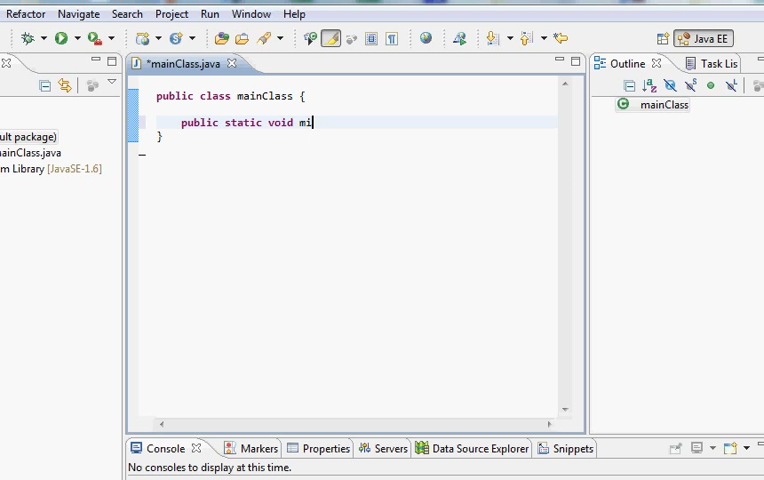 Refactor Navigate Search Project Run Window Help
Java EE
*mainClass.java
Outline Task Lis
mainClass
public class mainClass {
public static void mi
}
ult package)
ainClass.java
m Library [JavaSE-1.6]
Console Markers Properties Servers Data Source Explorer Snippets
No consoles to display at this time.